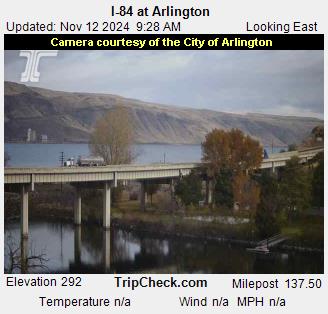 I-84 at Arlington
Updated: Nov 12 2024 9:28 AM Looking East
Camera courtesy of the City of Arlington
Elevation 292 TripCheck.com Milepost 137.50
Temperature n/a Wind n/a MPH n/a